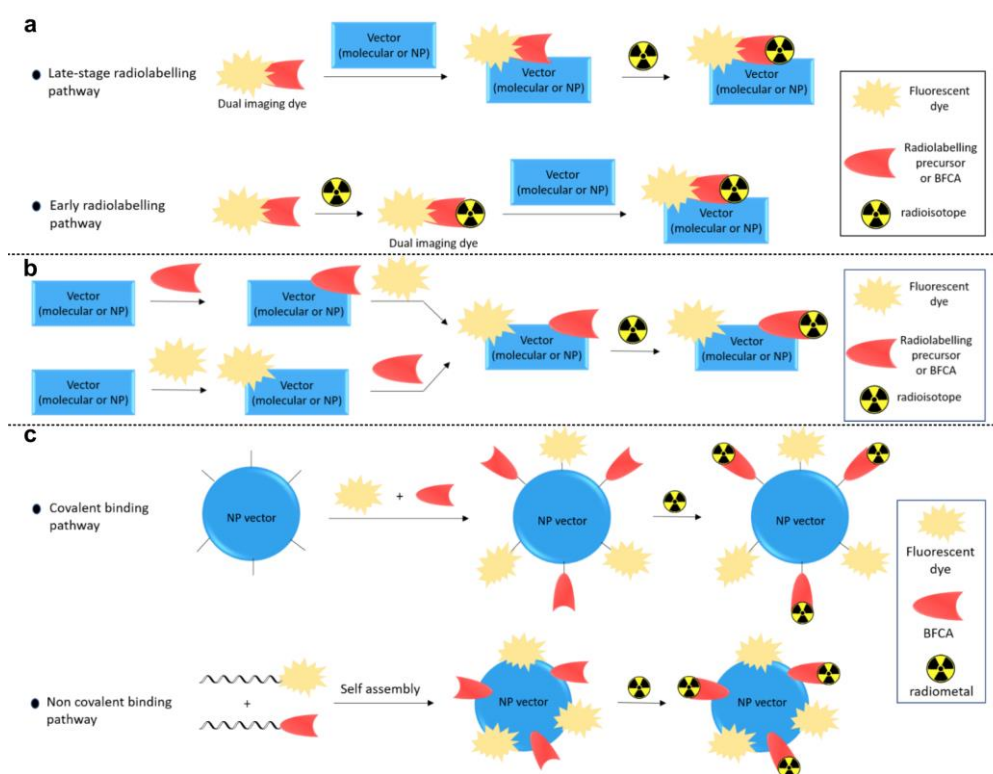 a
Late-stage radiolabelling
pathway
Dual imaging dye
Vector
(molecular or NP)
Vector
(molecular or NP)
Vector
(molecular or NP)
Early radiolabelling
pathway
Dual imaging dye
Vector
(molecular or NP)
Vector
(molecular or NP)
Fluorescent
dye
Radiolabelling
precursor
or BFCA
radioisotope
b
Vector
(molecular or NP)
Vector
(molecular or NP)
Vector
(molecular or NP)
Vector
(molecular or NP)
Vector
(molecular or NP)
Vector
(molecular or NP)
Fluorescent
dye
Radiolabelling
precursor
or BFCA
radioisotope
c
Covalent binding
pathway
NP vector
+
NP vector
NP vector
Non covalent binding
pathway
+
Self assembly
NP vector
NP vector
Fluorescent
dye
BFCA
radiometal